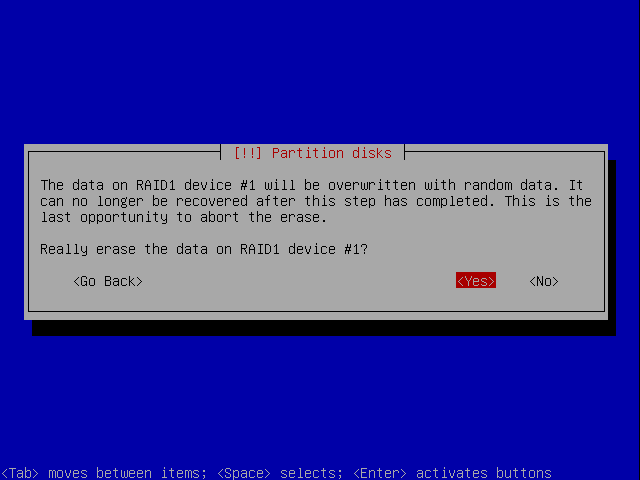 [!!] Partition disks
The data on RAID1 device #1 will be overwritten with random data. It
can no longer be recovered after this step has completed. This is the
last opportunity to abort the erase.
Really erase the data on RAID1 device #1?
<Go Back> <Yes> <No>
<Tab> moves between items; <Space> selects; <Enter> activates buttons